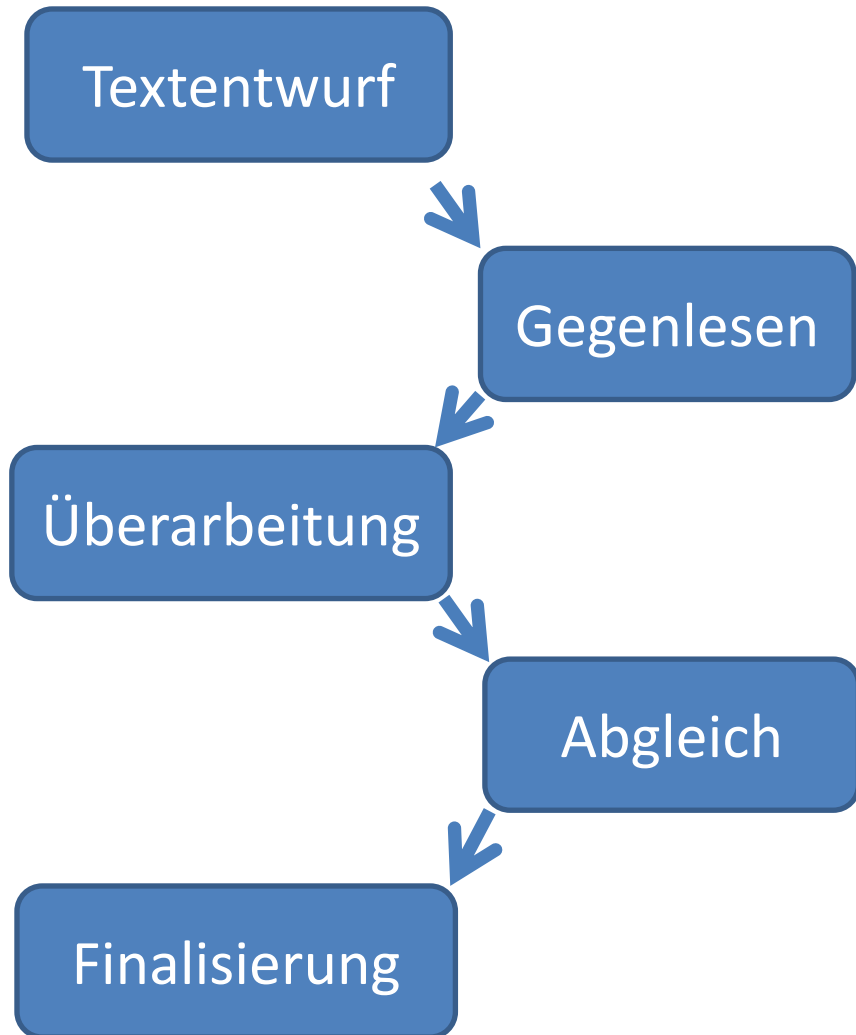 Textentwurf
Gegenlesen
Überarbeitung
Abgleich
Finalisierung